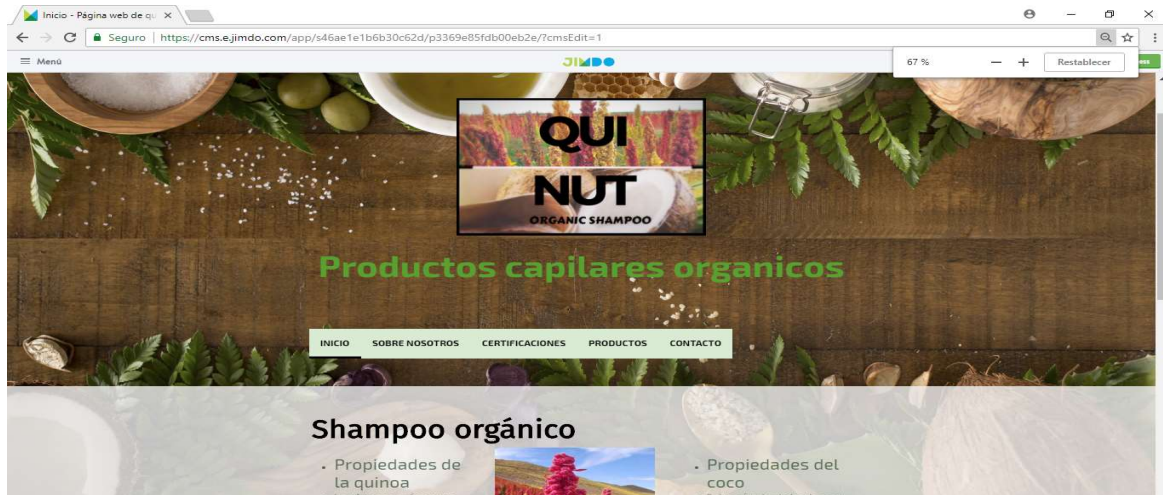 Inicio - Página web de qu
Seguro | https://cms.e.jimdo.com/app/s46ae1e1b6b30c62d/p3369e85fdb00eb2e/?cmsEdit=1
Menú
JIMDO
67 %
Restablecer
QUI
NUT
ORGANIC SHAMPOO
Productos capilares organicos
INICIO SOBRE NOSOTROS CERTIFICACIONES PRODUCTOS CONTACTO
Shampoo orgánico
• Propiedades de
la quinoa
• Propiedades del
coco